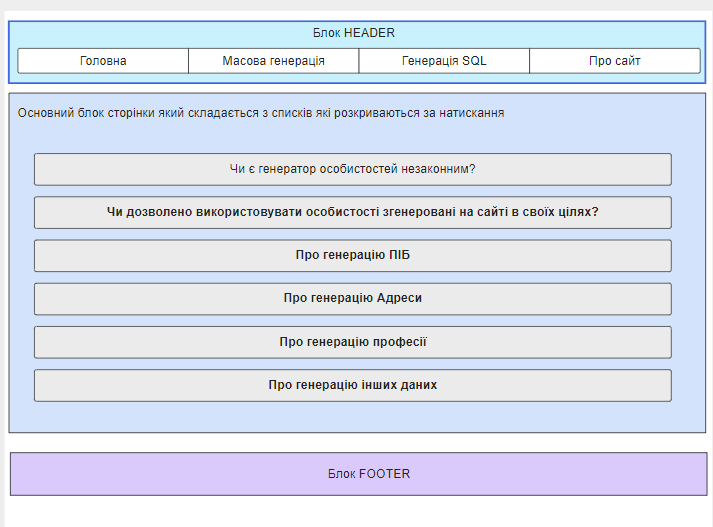 Блок HEADER
Головна
Масова генерація
Генерація SQL
Про сайт
Основний блок сторінки який складається з списків які розкриваються за натискання
Чи є генератор особистостей незаконним?
Чи дозволено використовувати особистості згенеровані на сайті в своїх цілях?
Про генерацію ПІБ
Про генерацію Адреси
Про генерацію професії
Про генерацію інших даних
Блок FOOTER